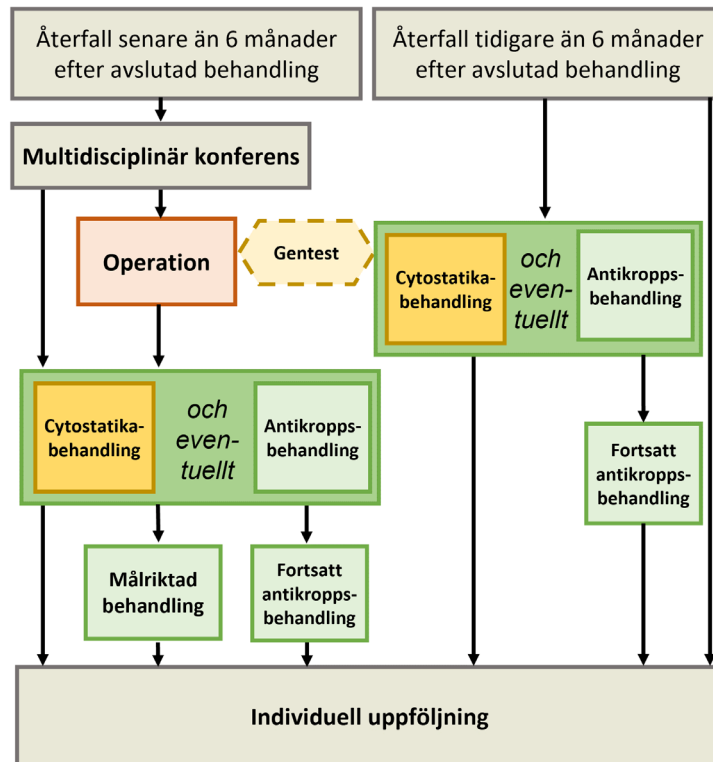 Återfall senare än 6 månader
efter avslutad behandling
Återfall tidigare än 6 månader
efter avslutad behandling
Multidisciplinär konferens
Operation
Gentest
Cytostatika-
behandling
och
even-
tuellt
Antikropps-
behandling
Cytostatika-
behandling
och
even-
tuellt
Antikropps-
behandling
Fortsatt
antikropps-
behandling
Målriktad
behandling
Fortsatt
antikropps-
behandling
Individuell uppföljning